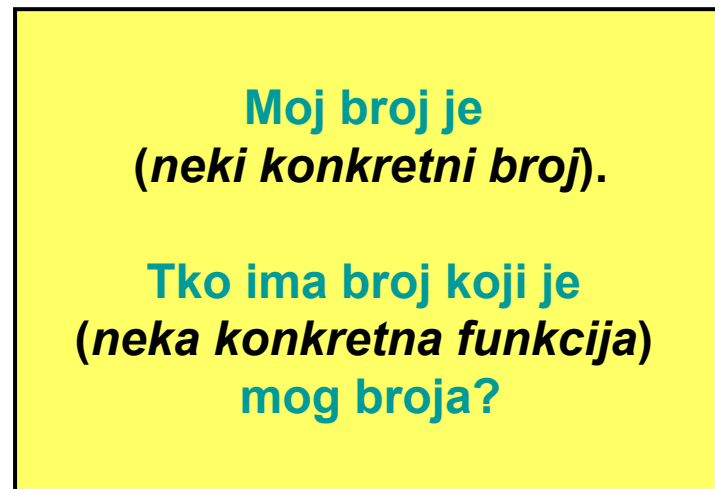 Moj broj je
(neki konkretni broj).
Tko ima broj koji je
(neka konkretna funkcija)
mog broja?